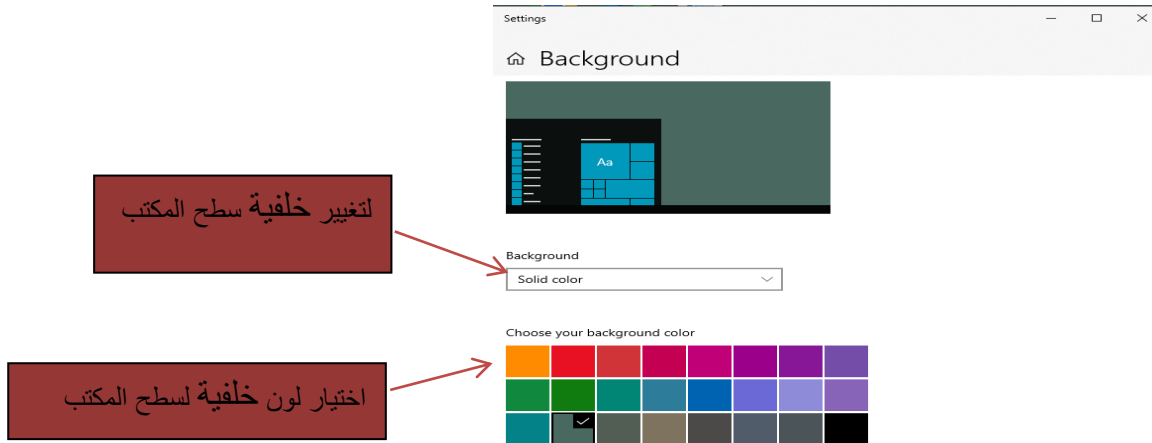 Settings
Background
Aa
لتغيير خلفية سطح المكتب
Background
Solid color
Choose your background color
اختيار لون خلفية لسطح المكتب